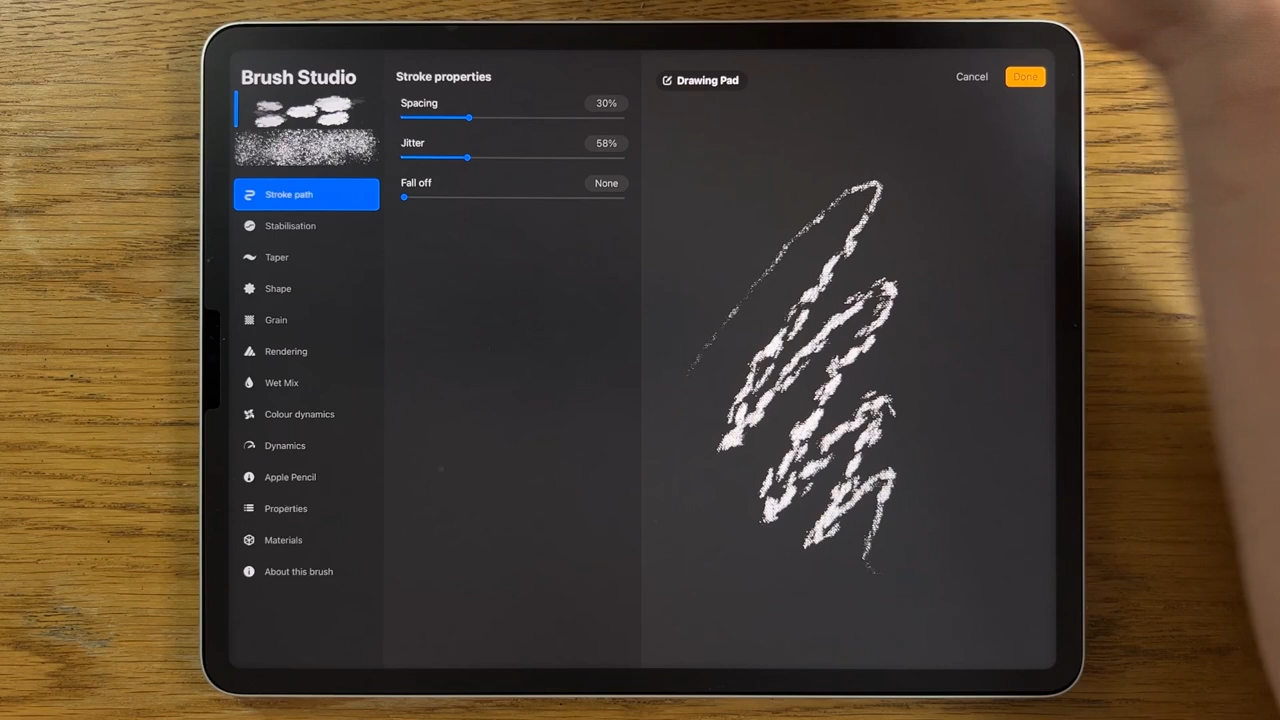 Brush Studio
Stroke path
Stabilisation
Taper
Shape
Grain
Rendering
Wet Mix
Colour dynamics
Dynamics
Apple Pencil
Properties
Materials
About this brush
Stroke properties
Spacing 30%
Jitter 58%
Fall off None
Drawing Pad
Cancel Done